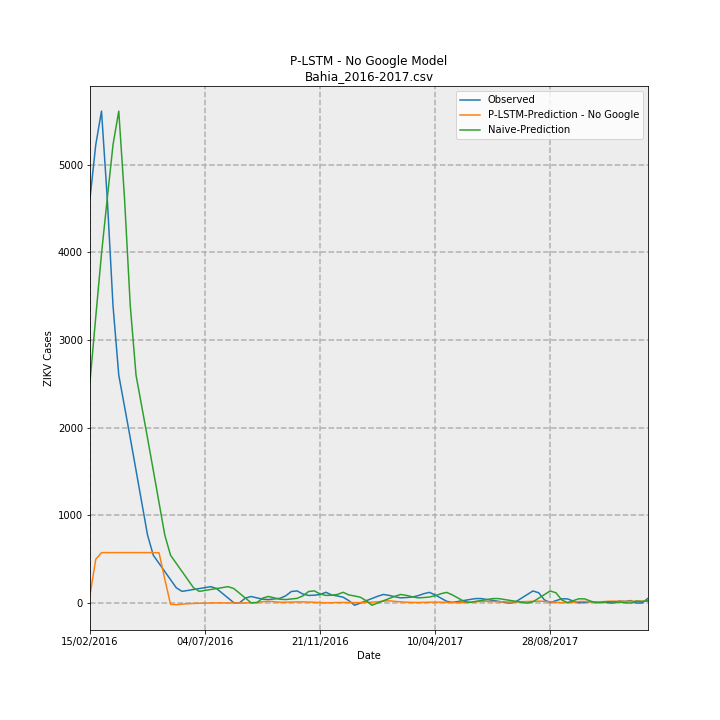 P-LSTM - No Google Model
Bahia_2016-2017.csv
Observed
P-LSTM-Prediction - No Google
Naive-Prediction
ZIKV Cases
5000
4000
3000
2000
1000
0
15/02/2016 04/07/2016 21/11/2016 10/04/2017 28/08/2017
Date